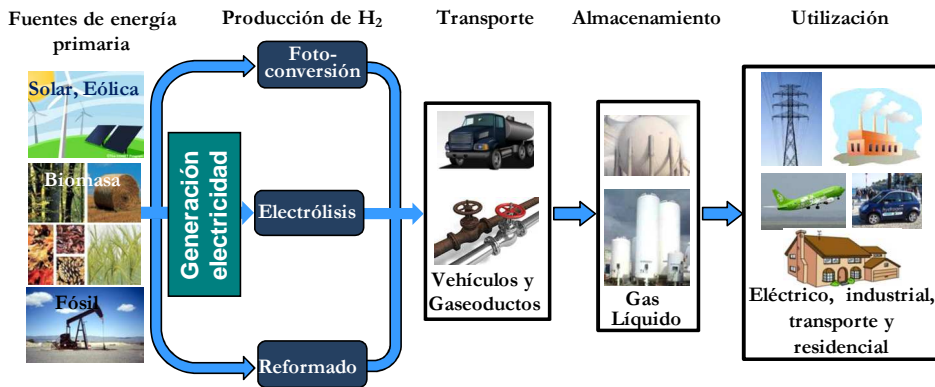 Fuentes de energía
primaria
Producción de H2
Transporte
Almacenamiento
Utilización
Solar, Eólica
Biomasa
Fósil
Generación
electricidad
Foto-
conversión
Electrólisis
Reformado
Vehículos y
Gaseoductos
Gas
Líquido
Eléctrico, industrial,
transporte y
residencial